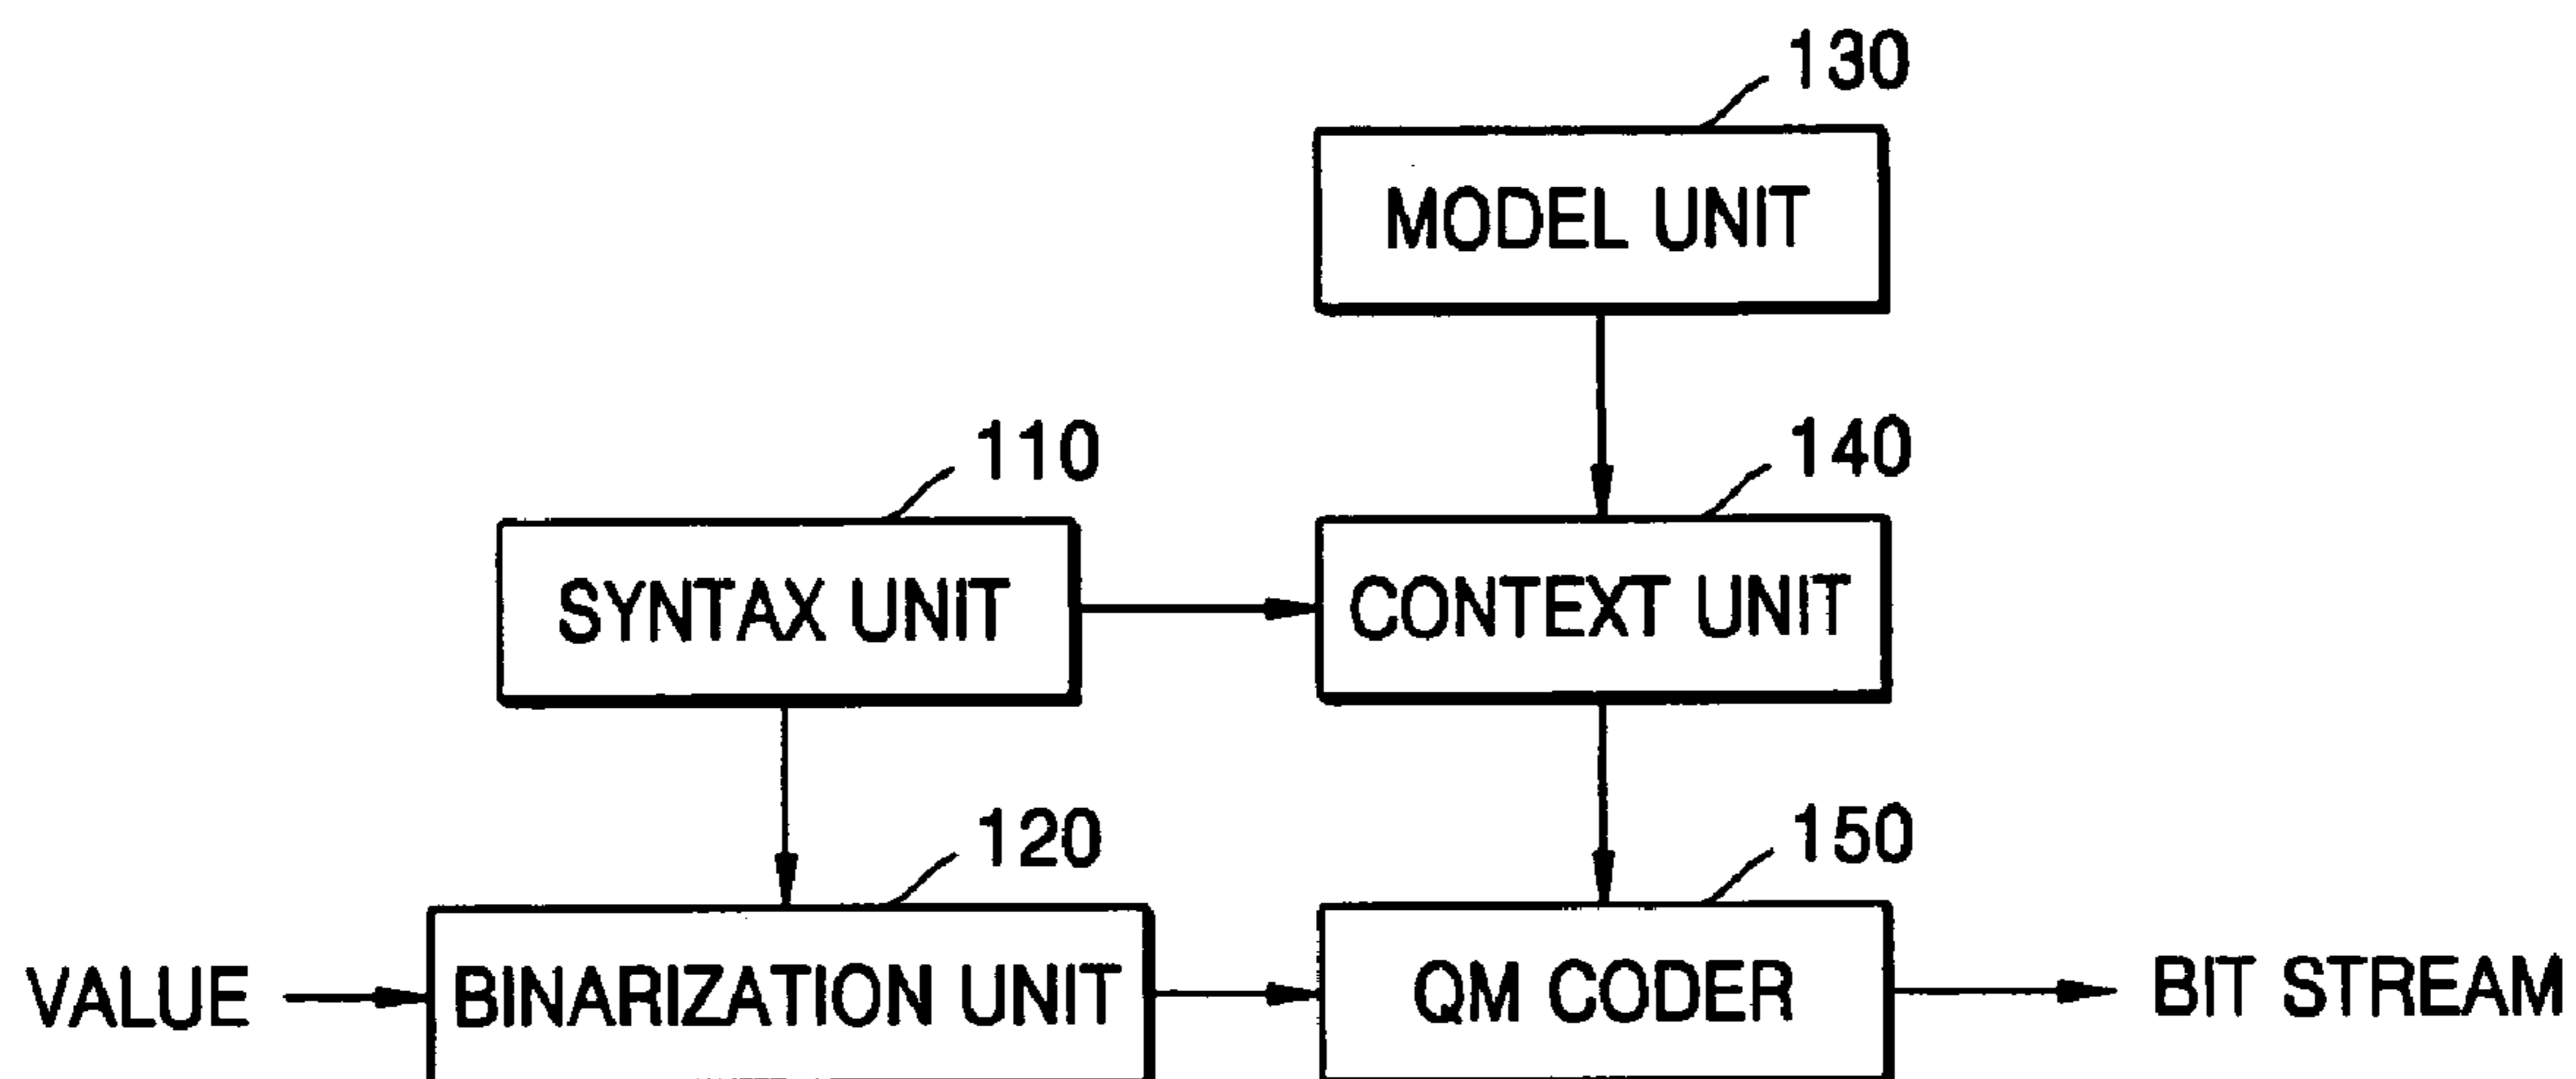 130
MODEL UNIT
110
140
SYNTAX UNIT
CONTEXT UNIT
120
150
VALUE
BINARIZATION UNIT
QM CODER
BIT STREAM